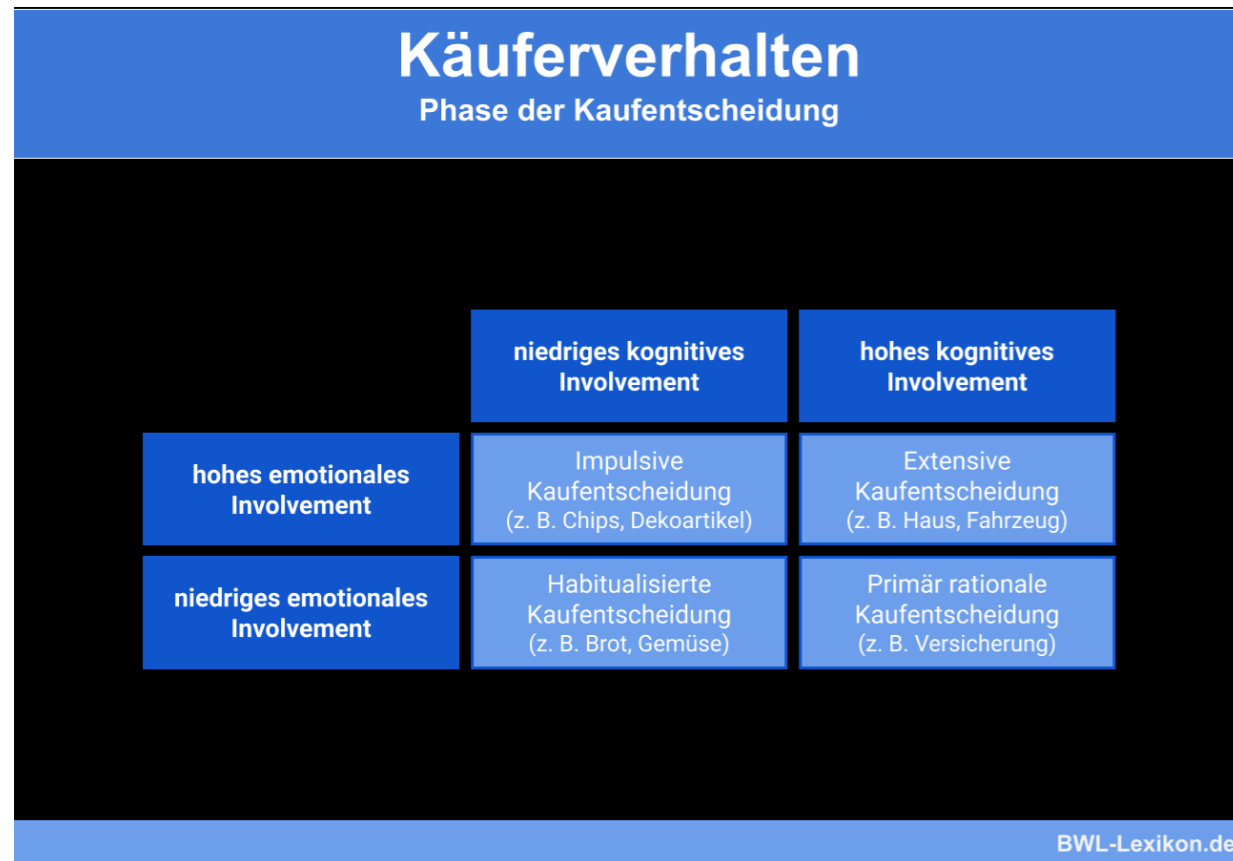 Käuferverhalten
Phase der Kaufentscheidung
niedriges kognitives
Involvement
hohes kognitives
Involvement
hohes emotionales
Involvement
Impulsive
Kaufentscheidung
(z. B. Chips, Dekoartikel)
Extensive
Kaufentscheidung
(z. B. Haus, Fahrzeug)
niedriges emotionales
Involvement
Habitualisierte
Kaufentscheidung
(z. B. Brot, Gemüse)
Primär rationale
Kaufentscheidung
(z. B. Versicherung)
BWL-Lexikon.de